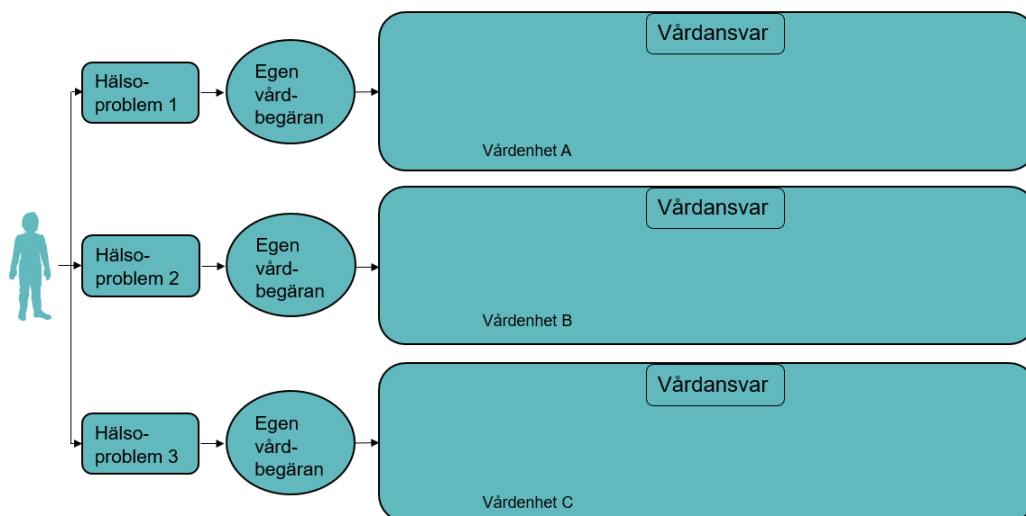 Vårdansvar
Hälso-
problem 1
Egen
vård-
begäran
Vårdenhet A
Vårdansvar
Hälso-
problem 2
Egen
vård-
begäran
Vårdenhet B
Vårdansvar
Hälso-
problem 3
Egen
vård-
begäran
Vårdenhet C